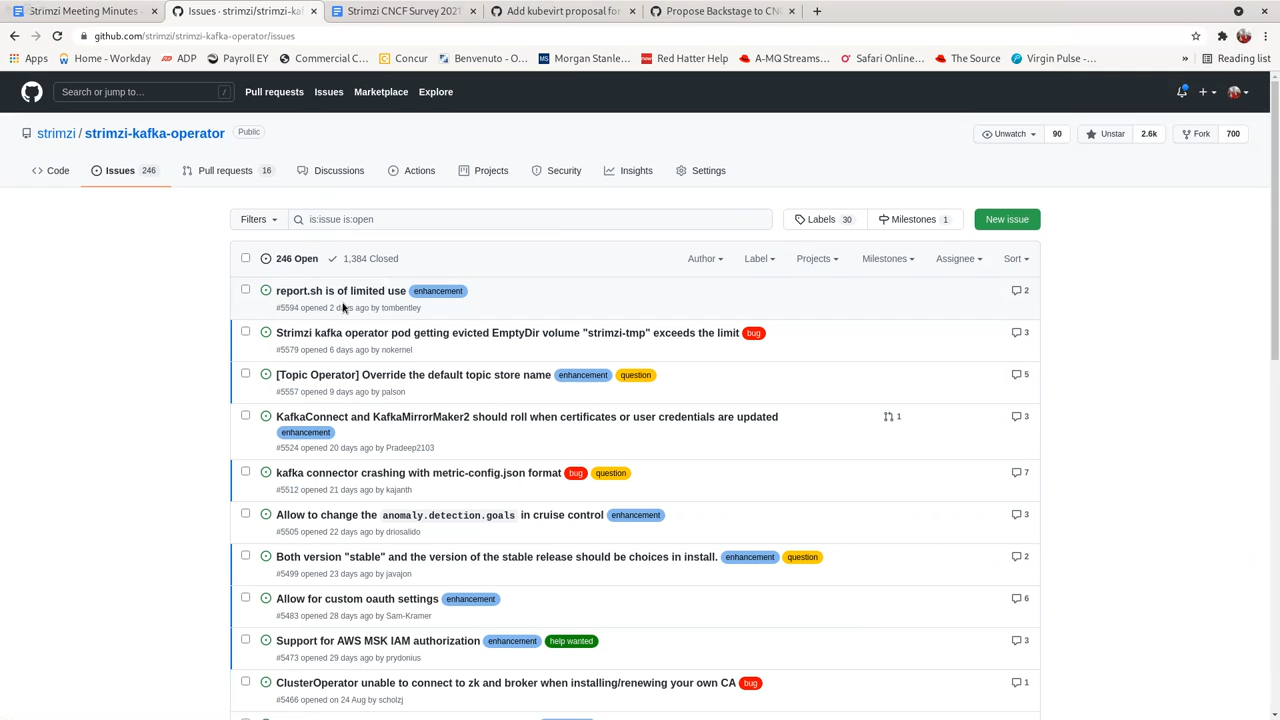 Strimzi Meeting Minutes -
Issues · strimzi/strimzi-kaf
Strimzi CNCF Survey 2021
Add kubevirt proposal for
Propose Backstage to CNC
github.com/strimzi/strimzi-kafka-operator/issues
Apps Home - Workday ADP Payroll EY Commercial C... Concur Benvenuto - O... Morgan Stanle... Red Hatter Help A-MQ Streams... Safari Online... The Source Virgin Pulse -... » Reading list
Search or jump to... / Pull requests Issues Marketplace Explore
strimzi / strimzi-kafka-operator Public Unwatch 90 Unstar 2.6k Fork 700
Code Issues 246 Pull requests 16 Discussions Actions Projects Security Insights Settings
Filters is:issue is:open Labels 30 Milestones 1 New issue
246 Open 1,384 Closed Author Label Projects Milestones Assignee Sort
report.sh is of limited use enhancement 2
#5594 opened 2 days ago by tombentley
Strimzi kafka operator pod getting evicted EmptyDir volume "strimzi-tmp" exceeds the limit bug 3
#5579 opened 6 days ago by nokernel
[Topic Operator] Override the default topic store name enhancement question 5
#5557 opened 9 days ago by palson
KafkaConnect and KafkaMirrorMaker2 should roll when certificates or user credentials are updated 1 3
enhancement
#5524 opened 20 days ago by Pradeep2103
kafka connector crashing with metric-config.json format bug question 7
#5512 opened 21 days ago by kajanth
Allow to change the anomaly.detection.goals in cruise control enhancement 3
#5505 opened 22 days ago by driosalido
Both version "stable" and the version of the stable release should be choices in install. enhancement question 2
#5499 opened 23 days ago by javajon
Allow for custom oauth settings enhancement 6
#5483 opened 28 days ago by Sam-Kramer
Support for AWS MSK IAM authorization enhancement help wanted 3
#5473 opened 29 days ago by prydonius
ClusterOperator unable to connect to zk and broker when installing/renewing your own CA bug 1
#5466 opened on 24 Aug by scholzj